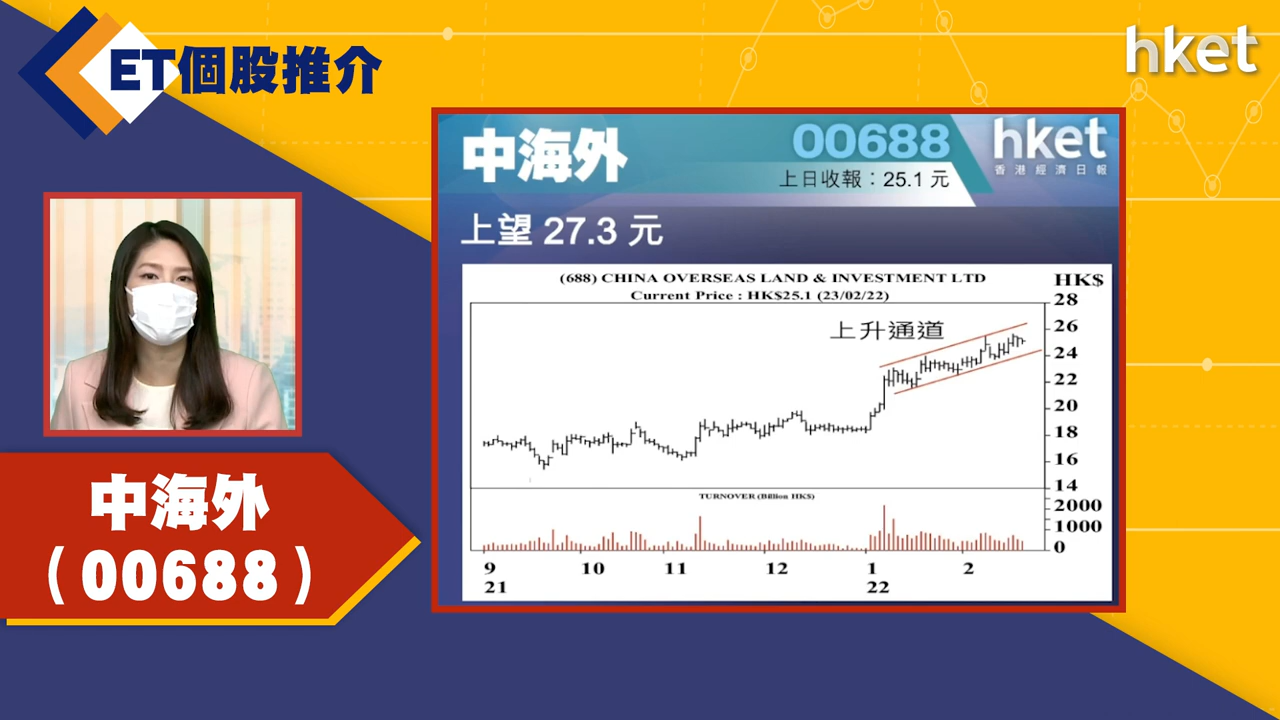 ET個股推介
hket
中海外
00688
hket
香港經濟日報
上日收報：25.1 元
上望 27.3 元
(688) CHINA OVERSEAS LAND & INVESTMENT LTD
HK$
Current Price : HK$25.1 (23/02/22)
28
上升通道
26
24
22
20
18
16
14
TURNOVER (Billion HK$)
2000
1000
0
9 10 11 12 1 2
21 22
中海外
（00688）